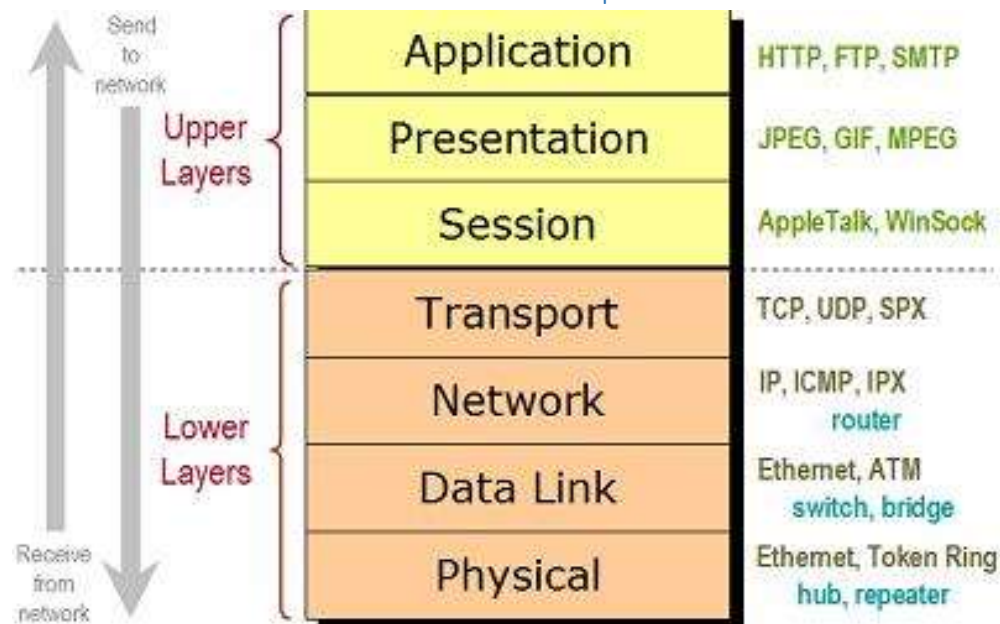 Send
to
network
Upper
Layers
Application
HTTP, FTP, SMTP
Presentation
JPEG, GIF, MPEG
Session
AppleTalk, WinSock
Lower
Layers
Transport
TCP, UDP, SPX
Network
IP, ICMP, IPX
router
Data Link
Ethernet, ATM
switch, bridge
Physical
Ethernet, Token Ring
hub, repeater
Receive
from
network